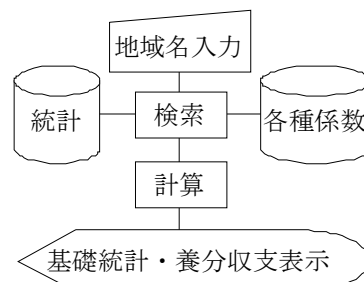 地域名入力
統計
検索
各種係数
計算
基礎統計・養分収支表示